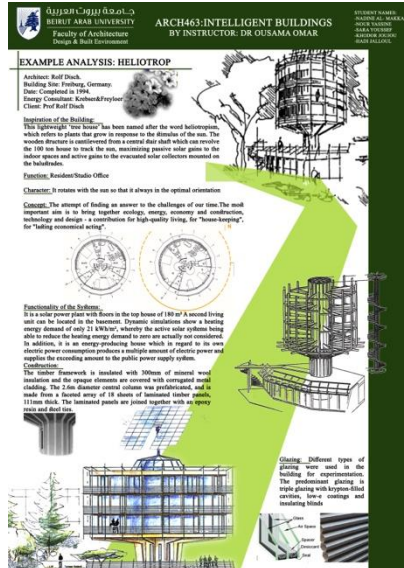 جامعة بيروت العربية
BEIRUT ARAB UNIVERSITY
Faculty of Architecture
Design & Built Environment
ARCH463:INTELLIGENT BUILDINGS
BY INSTRUCTOR: DR OUSAMA OMAR
STUDENT NAMES:
-NADINE AL- MAKKA
-NOUR YASSINE
-SARA YOUSSEF
-KHODOR JOUJOU
-HADI JALLOUL
EXAMPLE ANALYSIS: HELIOTROP
Architect: Rolf Disch.
Building Site: Freiburg, Germany.
Date: Completed in 1994.
Energy Consultant:
Client: Prof Rolf Disch
Inspiration of the Building:
This lightweight 'tree house' has been named after the word heliotropism,
which refers to plants that grow in response to the stimulus of the sun. The
wooden structure is cantilevered from a central stair shaft which can revolve
the 100 ton house to track the sun, maximizing passive solar gains to the
indoor spaces and active gains to the evacuated solar collectors mounted on
the balustrades.
Function: Resident/Studio Office
Character: It rotates with the sun so that it always in the optimal orientation
Concept: The attempt of finding an answer to the challenges of our time.The most
important aim is to bring together ecology, energy, economy and construction,
technology and design - a contribution for high-quality living, for "house-keeping",
for "lasting economical acting".
Functionality of the Systems:
It is a solar power plant with floors in the top house of 180 m² A second living
unit can be located in the basement. Dynamic simulations show a heating
energy demand of only 21 kWh/m², whereby the active solar systems being
able to reduce the heating energy demand to zero are actually not considered.
In addition, it is an energy-producing house which in regard to its own
electric power consumption produces a multiple amount of electric power and
supplies the exceeding amount to the public power supply system.
Construction:
The timber framework is insulated with 300mm of mineral wool
insulation and the opaque elements are covered with corrugated metal
cladding. The 2.6m diameter central column was prefabricated, and is
made from a faceted array of 18 sheets of laminated timber panels,
111mm thick. The laminated panels are joined together with an epoxy
resin and steel ties.
Glazing: Different types of
glazing were used in the
building for experimentation.
The predominant glazing is
triple glazing with krypton-filled
cavities, low-e coatings and
insulating blinds
Glass
Air Space
Spacer
Desiccant
Seal